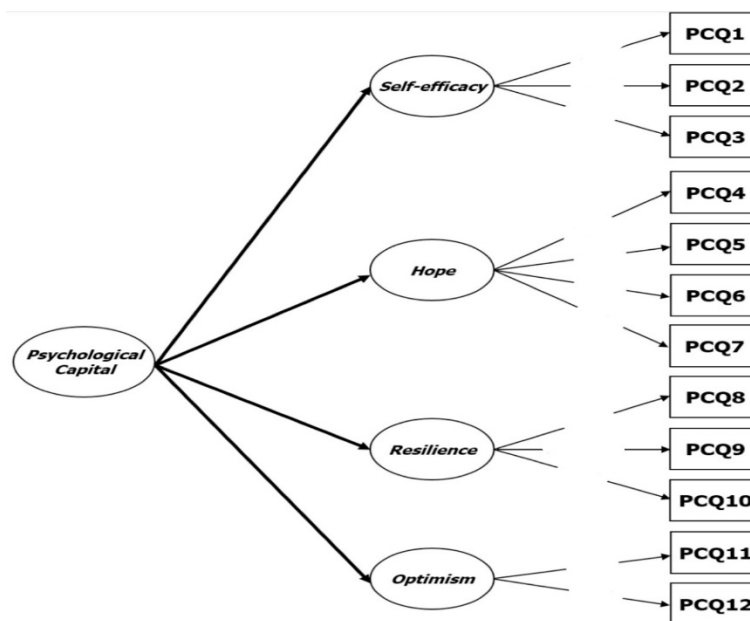 PCQ1
Self-efficacy
PCQ2
PCQ3
PCQ4
Hope
PCQ5
PCQ6
PCQ7
Psychological
Capital
PCQ8
Resilience
PCQ9
PCQ10
PCQ11
Optimism
PCQ12